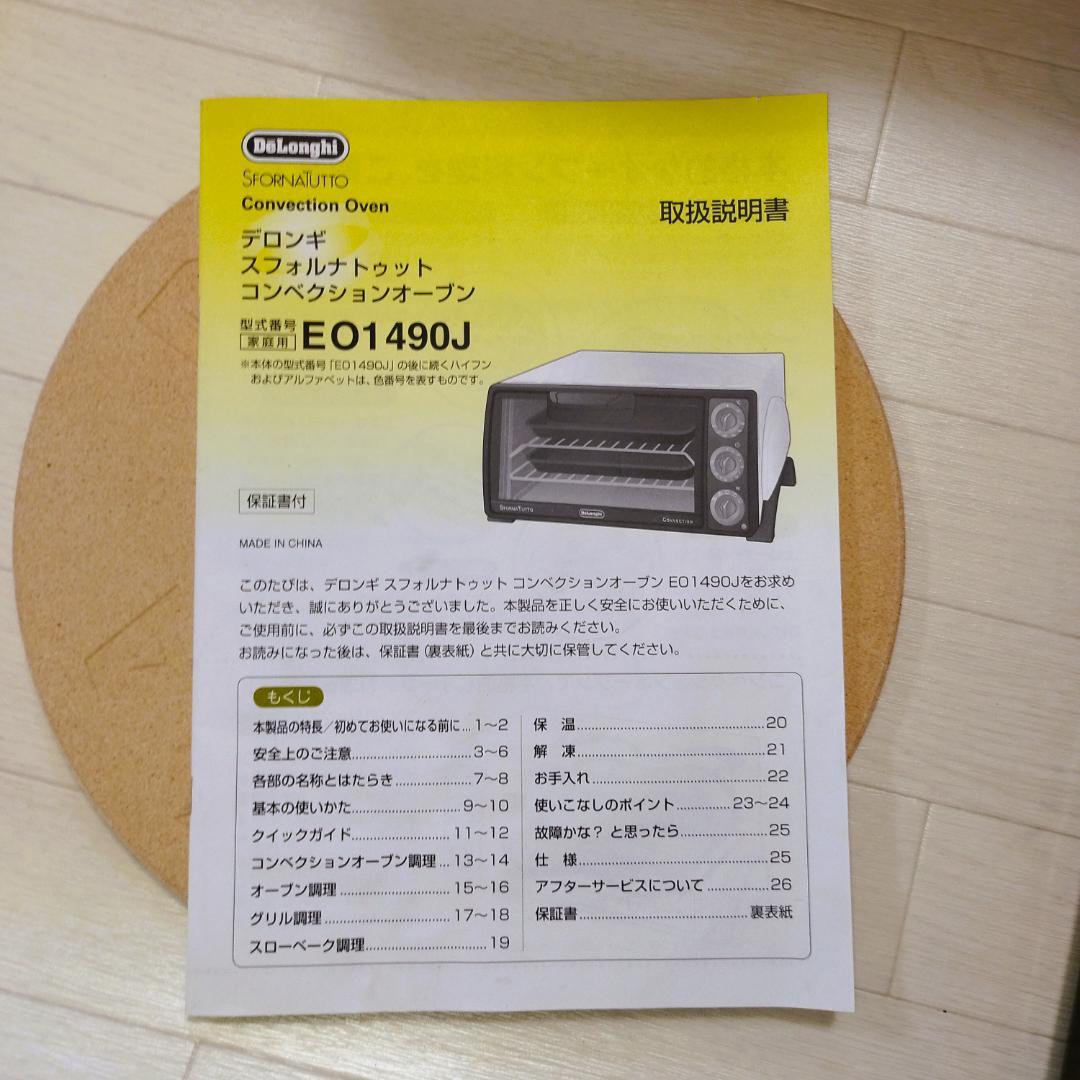 DeLonghi
SFORNATUTTO
Convection Oven
取扱説明書
デロンギ
スフォルナトゥット
コンベクションオーブン
型式番号
家庭用
EO1490J
※本体の型式番号「EO1490J」の後に続くハイフン
およびアルファベットは、色番号を表すものです。
SFORNATUTTO
DeLonghi
CONVECTION
保証書付
MADE IN CHINA
このたびは、デロンギ スフォルナトゥット コンベクションオーブン EO1490Jをお求め
いただき、誠にありがとうございました。本製品を正しく安全にお使いいただくために、
ご使用前に、必ずこの取扱説明書を最後までお読みください。
お読みになった後は、保証書（裏表紙）と共に大切に保管してください。
もくじ
本製品の特長／初めてお使いになる前に... 1〜2
安全上のご注意.......................... 3〜6
各部の名称とはたらき................ 7〜8
基本の使いかた....................... 9〜10
クイックガイド....................... 11〜12
コンベクションオーブン調理... 13〜14
オーブン調理......................... 15〜16
グリル調理............................ 17〜18
スローベーク調理............................ 19
保　温.......................................... 20
解　凍.......................................... 21
お手入れ....................................... 22
使いこなしのポイント............. 23〜24
故障かな？ と思ったら................... 25
仕　様.......................................... 25
アフターサービスについて............. 26
保証書....................................... 裏表紙